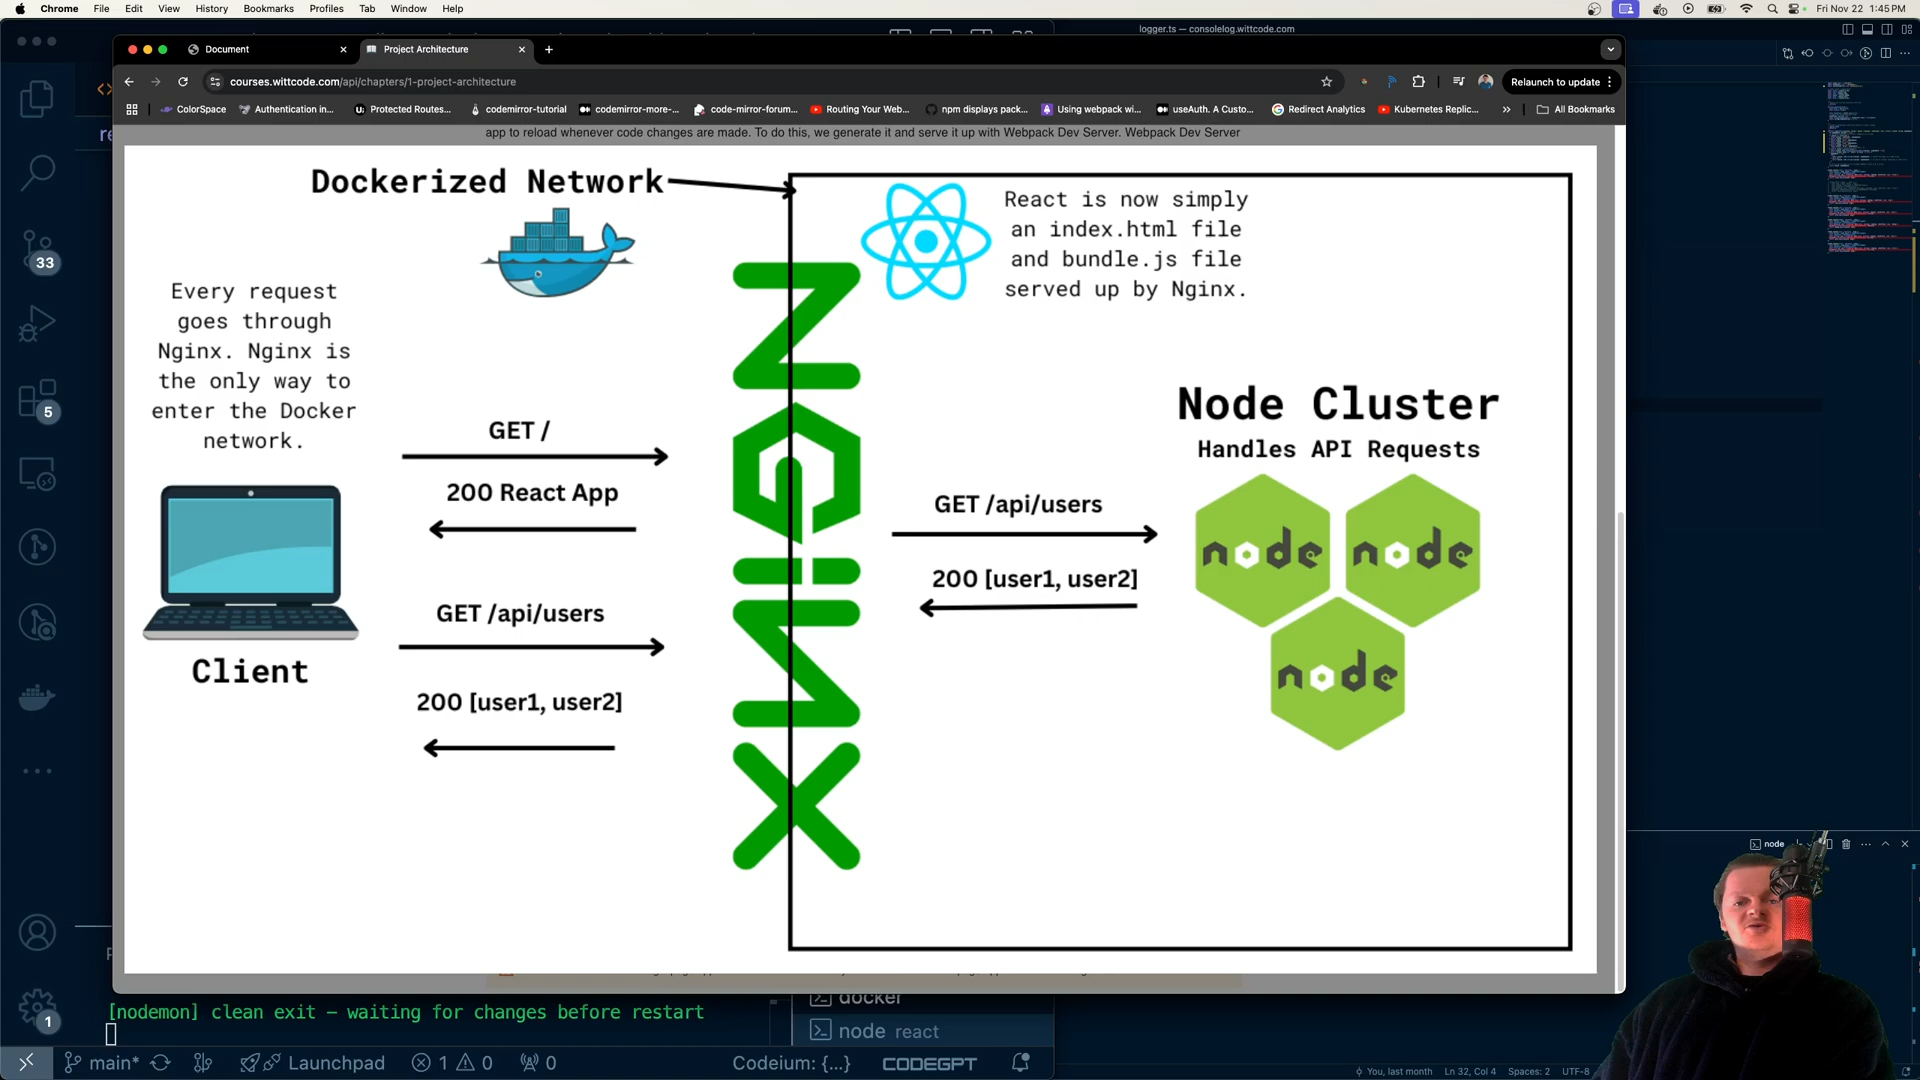 Chrome File Edit View History Bookmarks Profiles Tab Window Help
Fri Nov 22 1:45 PM
logger.ts — consolelog.wittcode.com
Document
Project Architecture
courses.wittcode.com/api/chapters/1-project-architecture
Relaunch to update
ColorSpace
Authentication in...
Protected Routes...
codemirror-tutorial
codemirror-more-...
code-mirror-forum...
Routing Your Web...
npm displays pack...
Using webpack wi...
useAuth. A Custo...
Redirect Analytics
Kubernetes Replic...
All Bookmarks
app to reload whenever code changes are made. To do this, we generate it and serve it up with Webpack Dev Server. Webpack Dev Server
Dockerized Network
React is now simply
an index.html file
and bundle.js file
served up by Nginx.
Every request
goes through
Nginx. Nginx is
the only way to
enter the Docker
network.
NGINX
Node Cluster
Handles API Requests
GET /
200 React App
GET /api/users
200 [user1, user2]
Client
GET /api/users
200 [user1, user2]
node
node
node
33
5
1
node
[nodemon] clean exit - waiting for changes before restart
docker
node react
main*
Launchpad
1
0
0
Codeium: {...}
CODEGPT
You, last month
Ln 32, Col 4
Spaces: 2
UTF-8